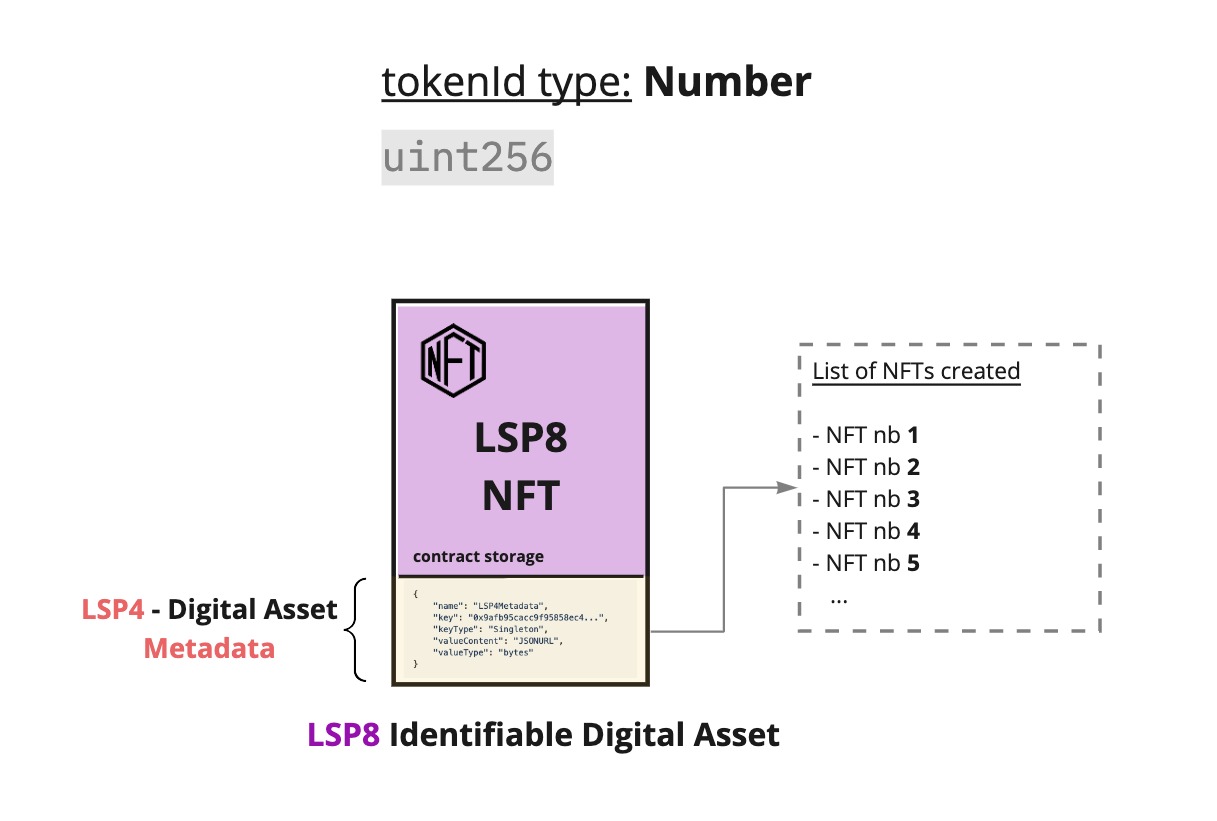 tokenId type: Number
uint256
NFT
LSP8
NFT
contract storage
{
"name": "LSP4Metadata",
"key": "0x9afb95cacc9f95858ec4...",
"keyType": "Singleton",
"valueContent": "JSONURL",
"valueType": "bytes"
}
LSP4 - Digital Asset
Metadata
List of NFTs created
- NFT nb 1
- NFT nb 2
- NFT nb 3
- NFT nb 4
- NFT nb 5
...
LSP8 Identifiable Digital Asset